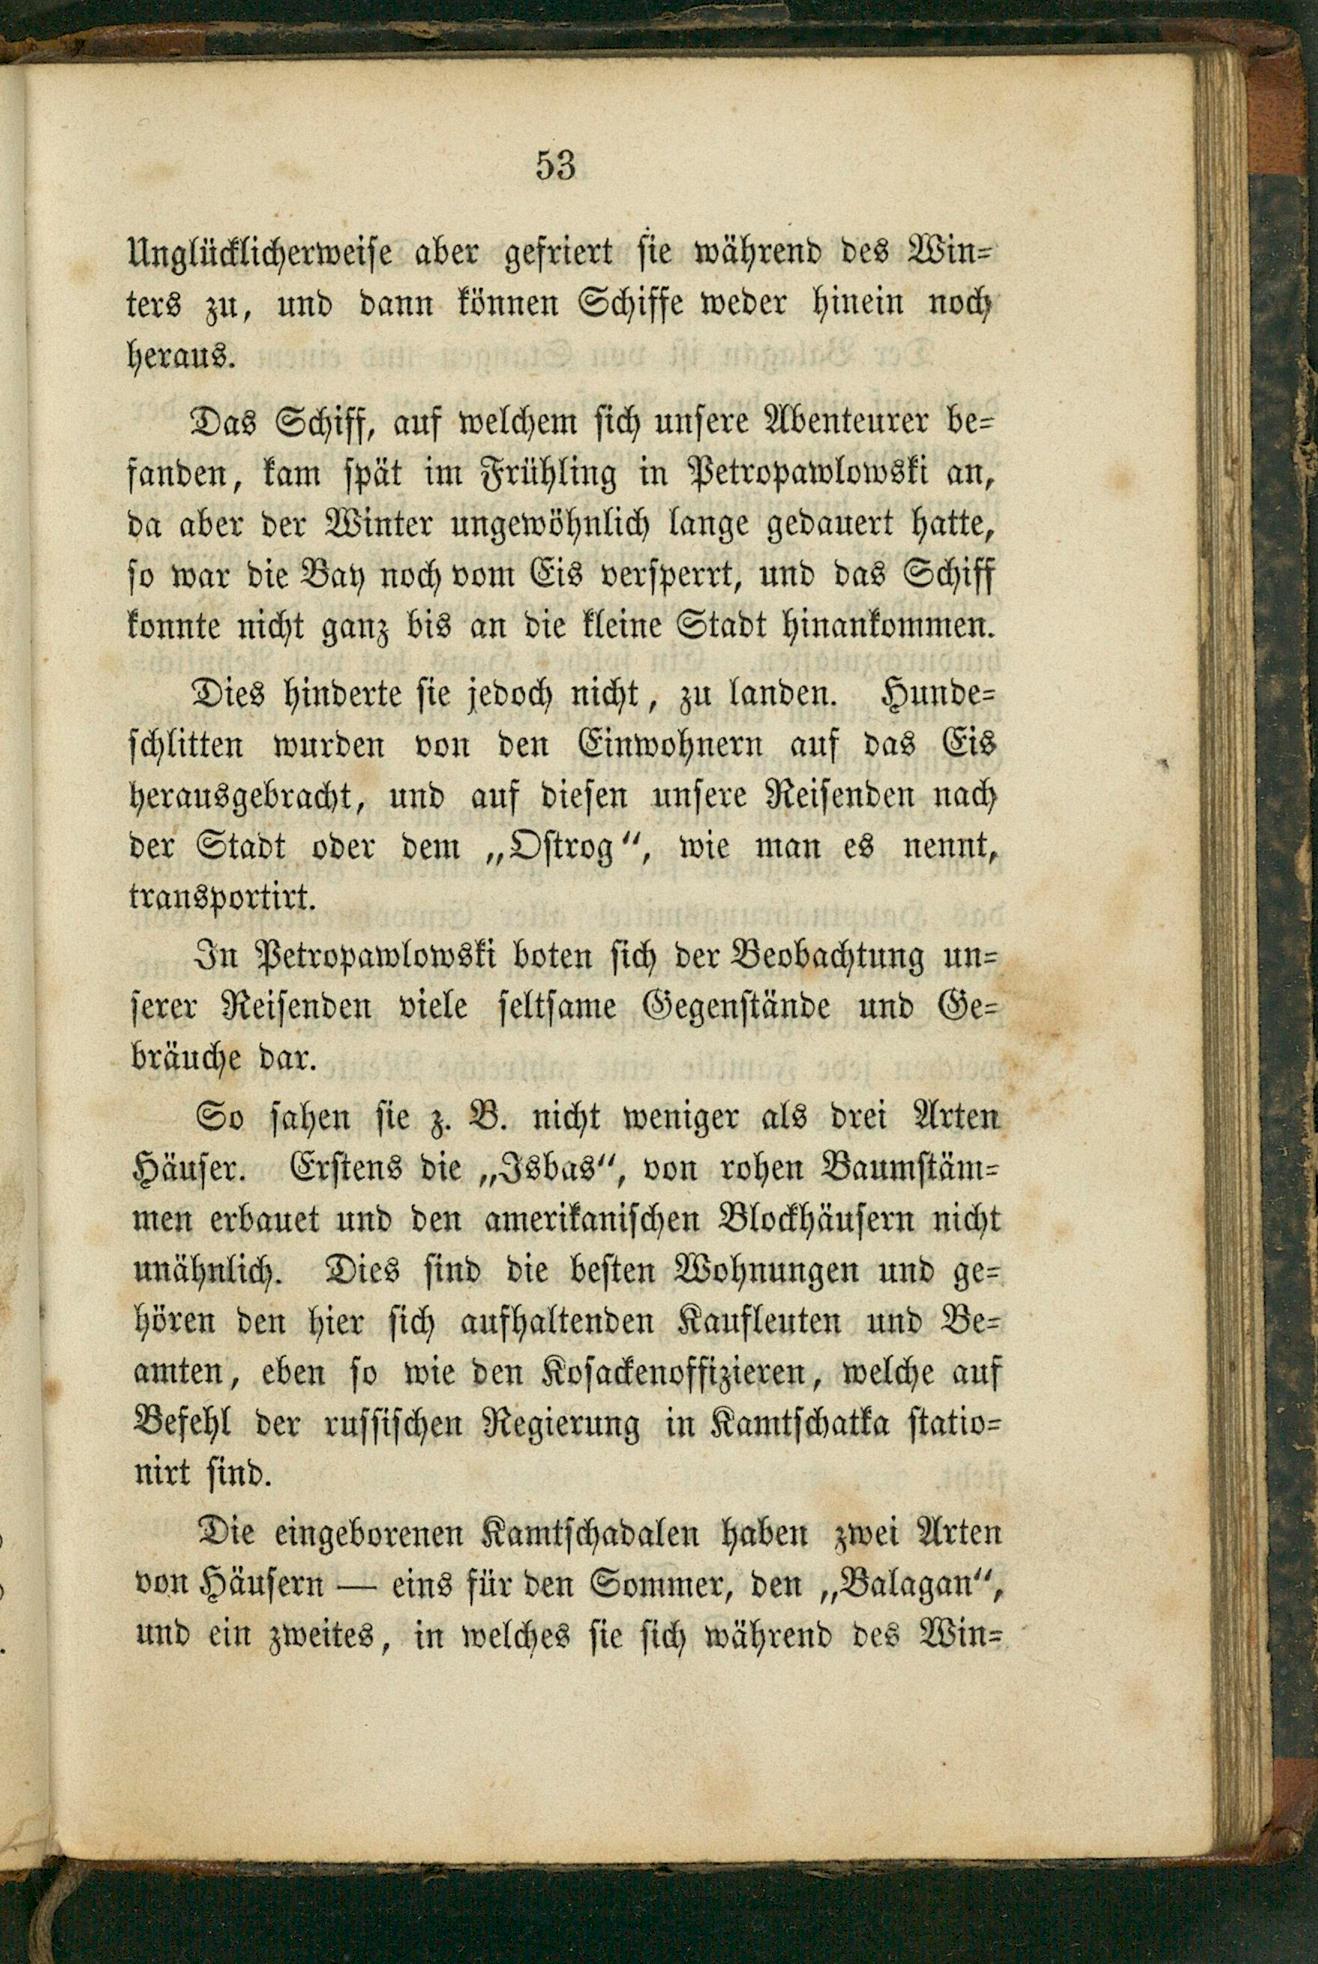 53
Unglücklicherweise aber gefriert sie während des Win-
ters zu, und dann können Schiffe weder hinein noch
heraus.
Das Schiff, auf welchem sich unsere Abenteurer be-
fanden, kam spät im Frühling in Petropawlowski an,
da aber der Winter ungewöhnlich lange gedauert hatte,
so war die Bay noch vom Eis versperrt, und das Schiff
konnte nicht ganz bis an die kleine Stadt hinankommen.
Dies hinderte sie jedoch nicht, zu landen. Hunde-
schlitten wurden von den Einwohnern auf das Eis
herausgebracht, und auf diesen unsere Reisenden nach
der Stadt oder dem „Ostrog“, wie man es nennt,
transportirt.
In Petropawlowski boten sich der Beobachtung un-
serer Reisenden viele seltsame Gegenstände und Ge-
bräuche dar.
So sahen sie z. B. nicht weniger als drei Arten
Häuser. Erstens die „Isbas“, von rohen Baumstäm-
men erbauet und den amerikanischen Blockhäusern nicht
unähnlich. Dies sind die besten Wohnungen und ge-
hören den hier sich aufhaltenden Kaufleuten und Be-
amten, eben so wie den Kosackenoffizieren, welche auf
Befehl der russischen Regierung in Kamtschatka statio-
nirt sind.
Die eingeborenen Kamtschadalen haben zwei Arten
von Häusern — eins für den Sommer, den „Balagan“,
und ein zweites, in welches sie sich während des Win-